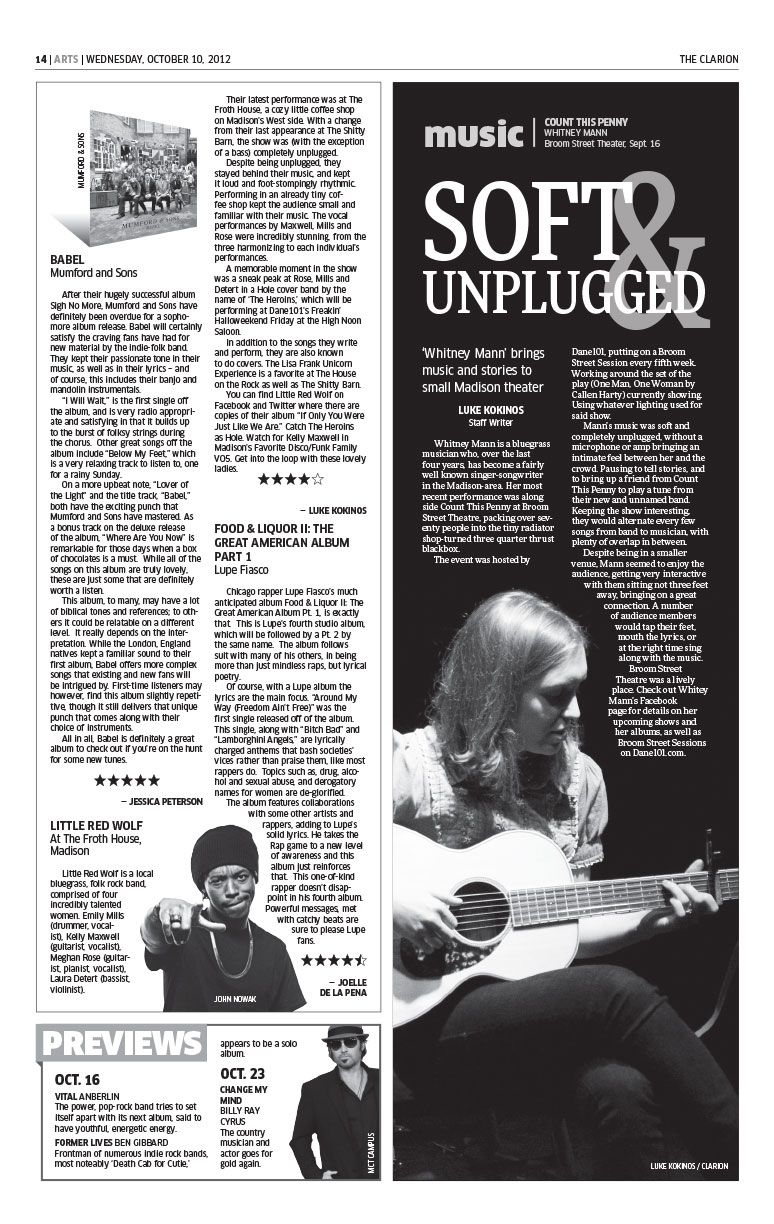 14 | ARTS | WEDNESDAY, OCTOBER 10, 2012
THE CLARION
MUMFORD & SONS
MUMFORD & SONS
BABEL
BABEL
Mumford and Sons
After their hugely successful album
Sigh No More, Mumford and Sons have
definitely been overdue for a sopho-
more album release. Babel will certainly
satisfy the craving fans have had for
new material by the indie-folk band.
They kept their passionate tone in their
music, as well as in their lyrics – and
of course, this includes their banjo and
mandolin instrumentals.
“I Will Wait,” is the first single off
the album, and is very radio appropri-
ate and satisfying in that it builds up
to the burst of folksy strings during
the chorus.  Other great songs off the
album include “Below My Feet,” which
is a very relaxing track to listen to, one
for a rainy Sunday.
On a more upbeat note, “Lover of
the Light” and the title track, “Babel,”
both have the exciting punch that
Mumford and Sons have mastered. As
a bonus track on the deluxe release
of the album, “Where Are You Now” is
remarkable for those days when a box
of chocolates is a must.  While all of the
songs on this album are truly lovely,
these are just some that are definitely
worth a listen.
This album, to many, may have a lot
of biblical tones and references; to oth-
ers it could be relatable on a different
level.  It really depends on the inter-
pretation. While the London, England
natives kept a familiar sound to their
first album, Babel offers more complex
songs that existing and new fans will
be intrigued by. First-time listeners may
however, find this album slightly repeti-
tive, though it still delivers that unique
punch that comes along with their
choice of instruments.
All in all, Babel is definitely a great
album to check out if you’re on the hunt
for some new tunes.
★★★★★
– JESSICA PETERSON
LITTLE RED WOLF
At The Froth House,
Madison
Little Red Wolf is a local
bluegrass, folk rock band,
comprised of four
incredibly talented
women. Emily Mills
(drummer, vocal-
ist), Kelly Maxwell
(guitarist, vocalist),
Meghan Rose (guitar-
ist, pianist, vocalist),
Laura Detert (bassist,
violinist).
Their latest performance was at The
Froth House, a cozy little coffee shop
on Madison’s West side. With a change
from their last appearance at The Shitty
Barn, the show was (with the exception
of a bass) completely unplugged.
Despite being unplugged, they
stayed behind their music, and kept
it loud and foot-stompingly rhythmic.
Performing in an already tiny cof-
fee shop kept the audience small and
familiar with their music. The vocal
performances by Maxwell, Mills and
Rose were incredibly stunning, from the
three harmonizing to each individual’s
performances.
A memorable moment in the show
was a sneak peak at Rose, Mills and
Detert in a Hole cover band by the
name of ‘The Heroins,’ which will be
performing at Dane101’s Freakin’
Halloweekend Friday at the High Noon
Saloon.
In addition to the songs they write
and perform, they are also known
to do covers. The Lisa Frank Unicorn
Experience is a favorite at The House
on the Rock as well as The Shitty Barn.
You can find Little Red Wolf on
Facebook and Twitter where there are
copies of their album “If Only You Were
Just Like We Are.” Catch The Heroins
as Hole. Watch for Kelly Maxwell in
Madison’s Favorite Disco/Funk Family
VO5. Get into the loop with these lovely
ladies.
★★★★☆
– LUKE KOKINOS
FOOD & LIQUOR II: THE
GREAT AMERICAN ALBUM
PART 1
Lupe Fiasco
Chicago rapper Lupe Fiasco’s much
anticipated album Food & Liquor II: The
Great American Album Pt. 1, is exactly
that  This is Lupe’s fourth studio album,
which will be followed by a Pt. 2 by
the same name.  The album follows
suit with many of his others, in being
more than just mindless raps, but lyrical
poetry.
Of course, with a Lupe album the
lyrics are the main focus. “Around My
Way (Freedom Ain’t Free)” was the
first single released off of the album.
This single, along with “Bitch Bad” and
“Lamborghini Angels,” are lyrically
charged anthems that bash societies’
vices rather than praise them, like most
rappers do.  Topics such as, drug, alco-
hol and sexual abuse, and derogatory
names for women are de-glorified.
The album features collaborations
with some other artists and
rappers, adding to Lupe’s
solid lyrics. He takes the
Rap game to a new level
of awareness and this
album just reinforces
that.  This one-of-kind
rapper doesn’t disap-
point in his fourth album.
Powerful messages, met
with catchy beats are
sure to please Lupe
fans.
– JOELLE
DE LA PENA
JOHN NOWAK
PREVIEWS
OCT. 16
VITAL ANBERLIN
The power, pop-rock band tries to set
itself apart with its next album, said to
have youthful, energetic energy.
FORMER LIVES BEN GIBBARD
Frontman of numerous indie rock bands,
most noteably ‘Death Cab for Cutie,’
appears to be a solo
album.
OCT. 23
CHANGE MY
MIND
BILLY RAY
CYRUS
The country
musician and
actor goes for
gold again.
MCT CAMPUS
music | COUNT THIS PENNY
WHITNEY MANN
Broom Street Theater, Sept. 16
SOFT &
UNPLUGGED
‘Whitney Mann’ brings
music and stories to
small Madison theater
LUKE KOKINOS
Staff Writer
Whitney Mann is a bluegrass
musician who, over the last
four years, has become a fairly
well known singer-songwriter
in the Madison-area. Her most
recent performance was along
side Count This Penny at Broom
Street Theatre, packing over sev-
enty people into the tiny radiator
shop-turned three quarter thrust
blackbox.
The event was hosted by
Dane101, putting on a Broom
Street Session every fifth week.
Working around the set of the
play (One Man, One Woman by
Callen Harty) currently showing.
Using whatever lighting used for
said show.
Mann’s music was soft and
completely unplugged, without a
microphone or amp bringing an
intimate feel between her and the
crowd. Pausing to tell stories, and
to bring up a friend from Count
This Penny to play a tune from
their new and unnamed band.
Keeping the show interesting,
they would alternate every few
songs from band to musician, with
plenty of overlap in between.
Despite being in a smaller
venue, Mann seemed to enjoy the
audience, getting very interactive
with them sitting not three feet
away, bringing on a great
connection. A number
of audience members
would tap their feet,
mouth the lyrics, or
at the right time sing
along with the music.
Broom Street
Theatre was a lively
place. Check out Whitey
Mann’s Facebook
page for details on her
upcoming shows and
her albums, as well as
Broom Street Sessions
on Dane101.com.
LUKE KOKINOS / CLARION